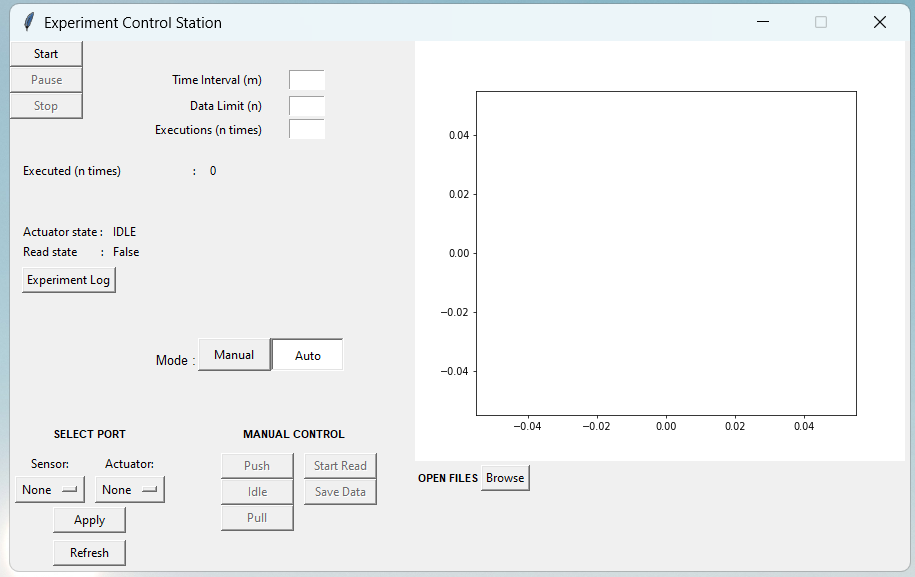 Experiment Control Station
Start
Pause
Stop
Time Interval (m)
Data Limit (n)
Executions (n times)
Executed (n times) : 0
Actuator state : IDLE
Read state : False
Experiment Log
Mode : Manual Auto
SELECT PORT
Sensor: Actuator:
None None
Apply
Refresh
MANUAL CONTROL
Push Start Read
Idle Save Data
Pull
0.04
0.02
0.00
−0.02
−0.04
−0.04 −0.02 0.00 0.02 0.04
OPEN FILES Browse